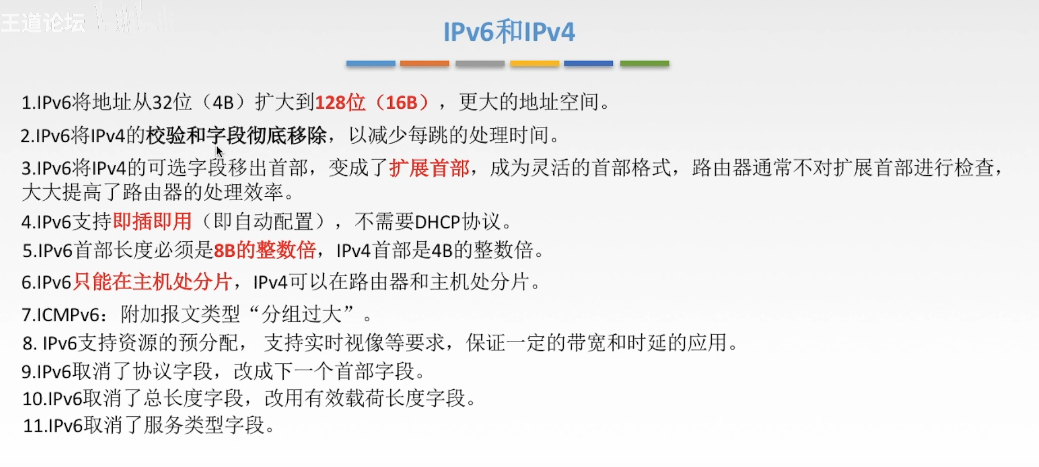 王道论坛
IPv6和IPv4
1.IPv6将地址从32位（4B）扩大到128位（16B），更大的地址空间。
2.IPv6将IPv4的校验和字段彻底移除，以减少每跳的处理时间。
3.IPv6将IPv4的可选字段移出首部，变成了扩展首部，成为灵活的首部格式，路由器通常不对扩展首部进行检查，
大大提高了路由器的处理效率。
4.IPv6支持即插即用（即自动配置），不需要DHCP协议。
5.IPv6首部长度必须是8B的整数倍，IPv4首部是4B的整数倍。
6.IPv6只能在主机处分片，IPv4可以在路由器和主机处分片。
7.ICMPv6：附加报文类型“分组过大”。
8. IPv6支持资源的预分配， 支持实时视像等要求，保证一定的带宽和时延的应用。
9.IPv6取消了协议字段，改成下一个首部字段。
10.IPv6取消了总长度字段，改用有效载荷长度字段。
11.IPv6取消了服务类型字段。